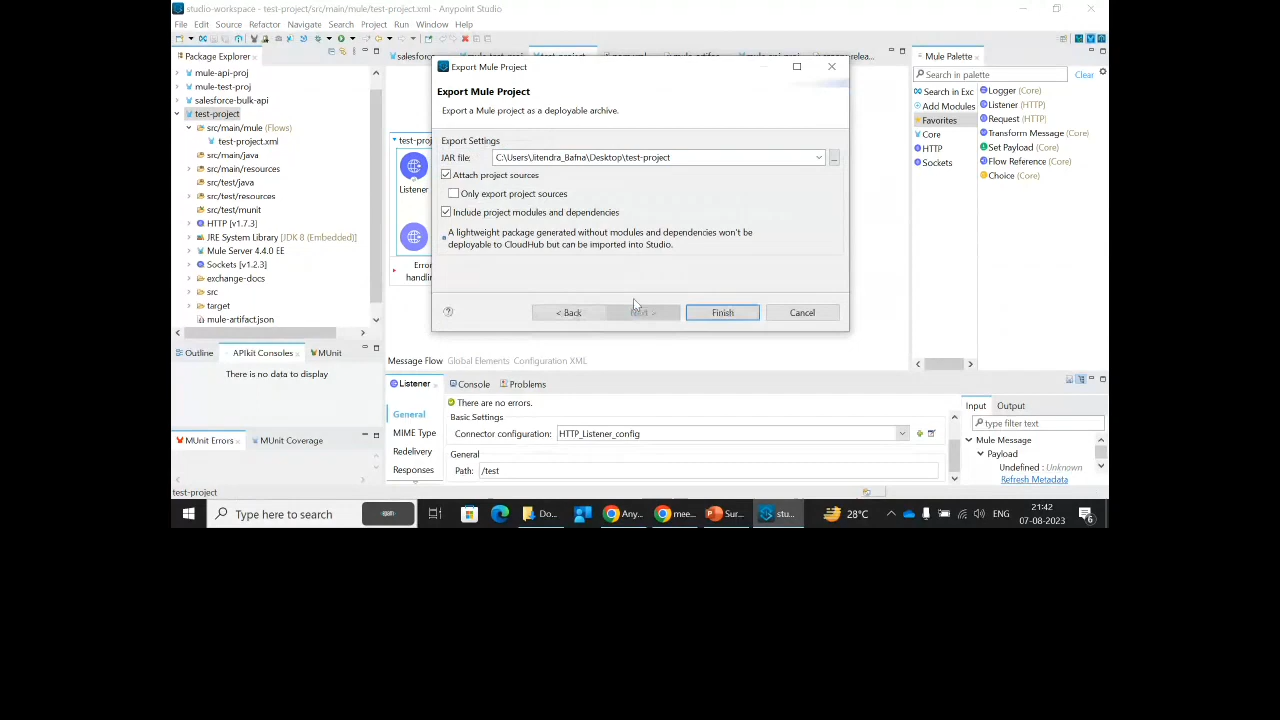 studio-workspace - test-project/src/main/mule/test-project.xml - Anypoint Studio
File Edit Source Refactor Navigate Search Project Run Window Help
Package Explorer
mule-api-proj
mule-test-proj
salesforce-bulk-api
test-project
src/main/mule (Flows)
test-project.xml
src/main/java
src/main/resources
src/test/java
src/test/resources
src/test/munit
HTTP [v1.7.3]
JRE System Library [JDK 8 (Embedded)]
Mule Server 4.4.0 EE
Sockets [v1.2.3]
exchange-docs
src
target
mule-artifact.json
Outline APIkit Consoles MUnit
There is no data to display
MUnit Errors MUnit Coverage
test-project
salesforce
test-proj
Listener
Error
handling
Export Mule Project
Export Mule Project
Export a Mule project as a deployable archive.
Export Settings
JAR file: C:\Users\Jitendra_Bafna\Desktop\test-project
Attach project sources
Only export project sources
Include project modules and dependencies
A lightweight package generated without modules and dependencies won't be
deployable to CloudHub but can be imported into Studio.
< Back
Finish
Cancel
Message Flow Global Elements Configuration XML
Listener Console Problems
There are no errors.
General
MIME Type
Redelivery
Responses
Basic Settings
Connector configuration: HTTP_Listener_config
General
Path: /test
Mule Palette
Search in palette Clear
Search in Exc
Add Modules
Favorites
Core
HTTP
Sockets
Logger (Core)
Listener (HTTP)
Request (HTTP)
Transform Message (Core)
Set Payload (Core)
Flow Reference (Core)
Choice (Core)
Input Output
type filter text
Mule Message
Payload
Undefined : Unknown
Refresh Metadata
Type here to search
Do...
Any...
mee...
Sur...
stu...
28°C
ENG
21:42
07-08-2023
6